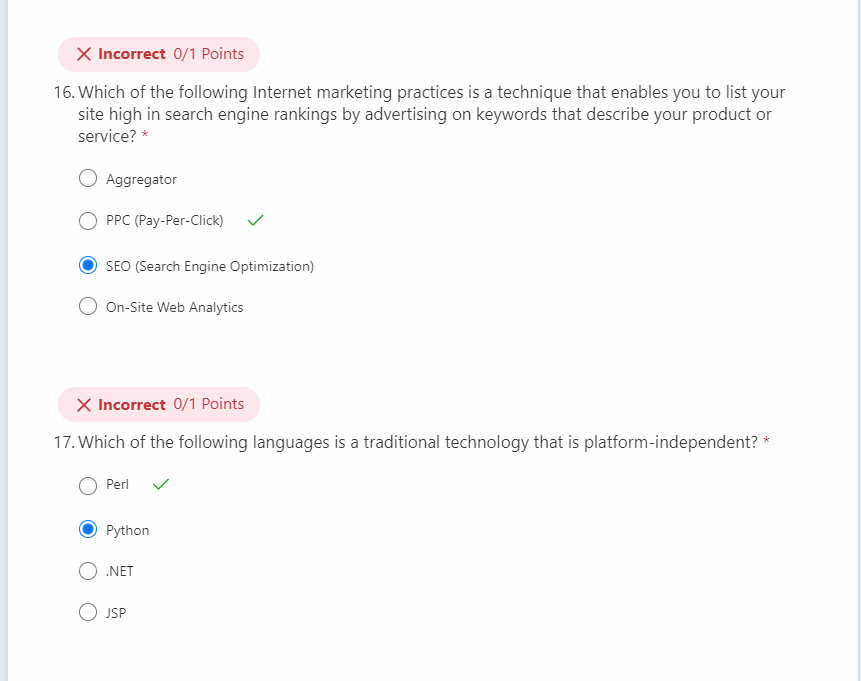 Incorrect 0/1 Points
16. Which of the following Internet marketing practices is a technique that enables you to list your
site high in search engine rankings by advertising on keywords that describe your product or
service? *
Aggregator
PPC (Pay-Per-Click)
SEO (Search Engine Optimization)
On-Site Web Analytics
Incorrect 0/1 Points
17. Which of the following languages is a traditional technology that is platform-independent? *
Perl
Python
.NET
JSP